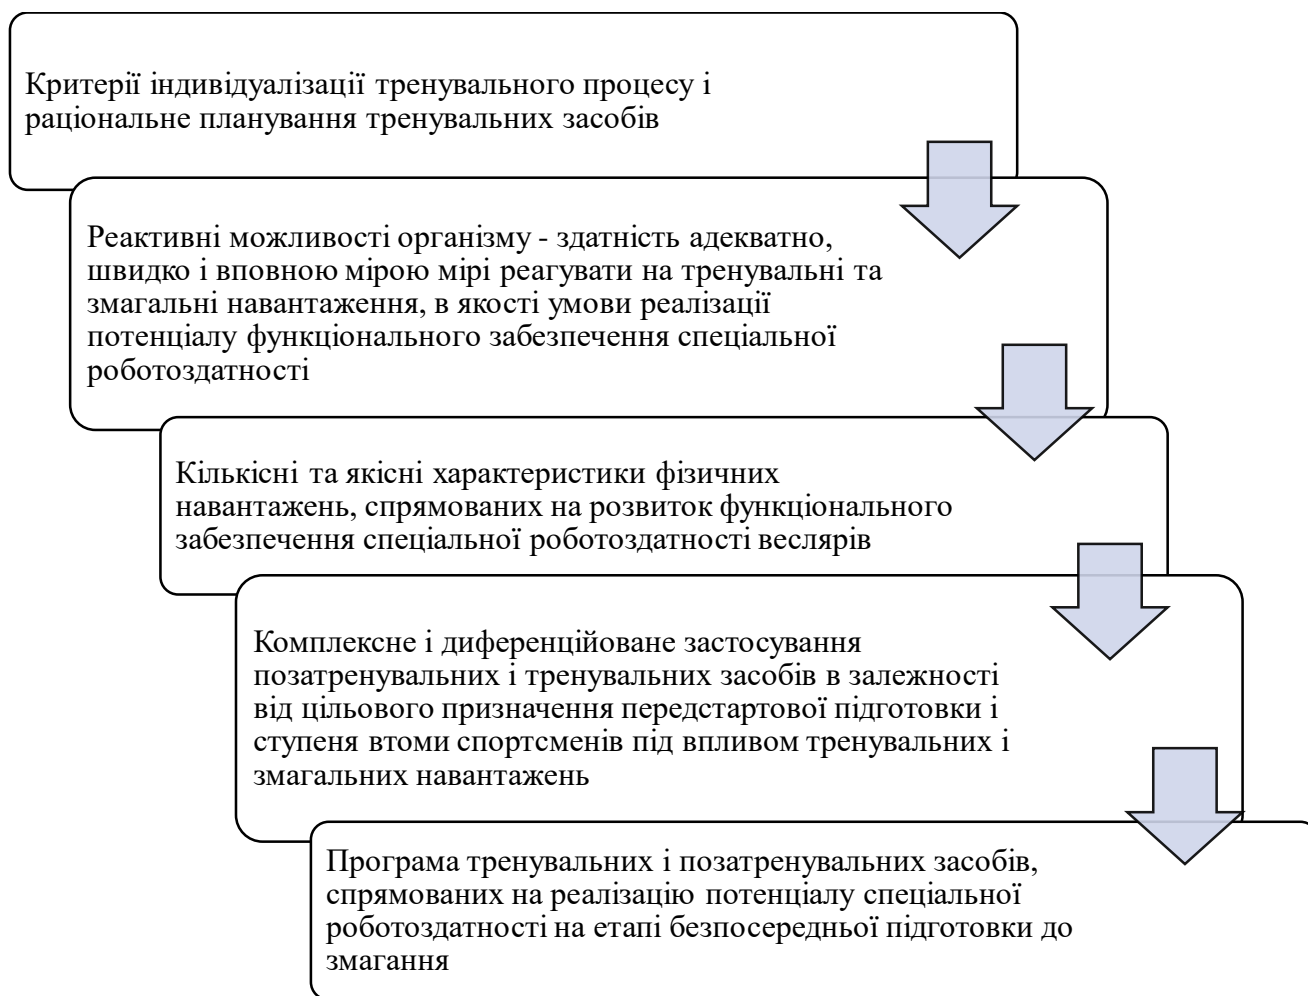 Критерії індивідуалізації тренувального процесу і
раціональне планування тренувальних засобів
Реактивні можливості організму - здатність адекватно,
швидко і вповною мірою мірі реагувати на тренувальні та
змагальні навантаження, в якості умови реалізації
потенціалу функціонального забезпечення спеціальної
роботоздатності
Кількісні та якісні характеристики фізичних
навантажень, спрямованих на розвиток функціонального
забезпечення спеціальної роботоздатності веслярів
Комплексне і диференційоване застосування
позатренувальних і тренувальних засобів в залежності
від цільового призначення передстартової підготовки і
ступеня втоми спортсменів під впливом тренувальних і
змагальних навантажень
Програма тренувальних і позатренувальних засобів,
спрямованих на реалізацію потенціалу спеціальної
роботоздатності на етапі безпосередньої підготовки до
змагання